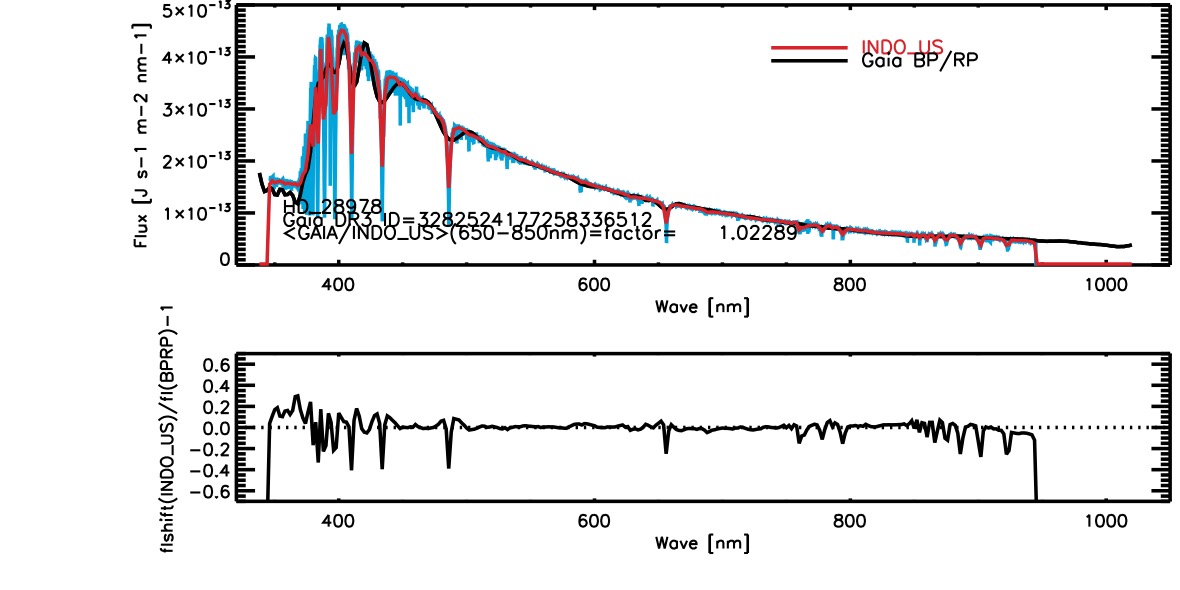 Flux [J s−1 m−2 nm−1]
5×10⁻¹³
4×10⁻¹³
3×10⁻¹³
2×10⁻¹³
1×10⁻¹³
0
INDO_US
Gaia BP/RP
HD_28978
Gaia DR3 ID=3282524177258336512
<GAIA/INDO_US>(650−850nm)=factor= 1.02289
400 600 800 1000
Wave [nm]
flshift(INDO_US)/fl(BPRP)−1
0.6
0.4
0.2
0.0
−0.2
−0.4
−0.6
400 600 800 1000
Wave [nm]